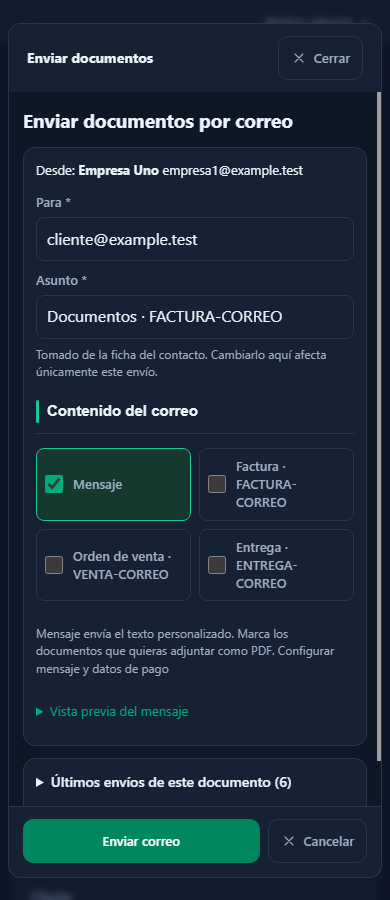 Enviar documentos
Cerrar
Enviar documentos por correo
Desde: Empresa Uno empresa1@example.test
Para *
cliente@example.test
Asunto *
Documentos · FACTURA-CORREO
Tomado de la ficha del contacto. Cambiarlo aquí afecta
únicamente este envío.
Contenido del correo
Mensaje
Factura ·
FACTURA-
CORREO
Orden de venta ·
VENTA-CORREO
Entrega ·
ENTREGA-
CORREO
Mensaje envía el texto personalizado. Marca los
documentos que quieras adjuntar como PDF. Configurar
mensaje y datos de pago
Vista previa del mensaje
Últimos envíos de este documento (6)
Enviar correo
Cancelar